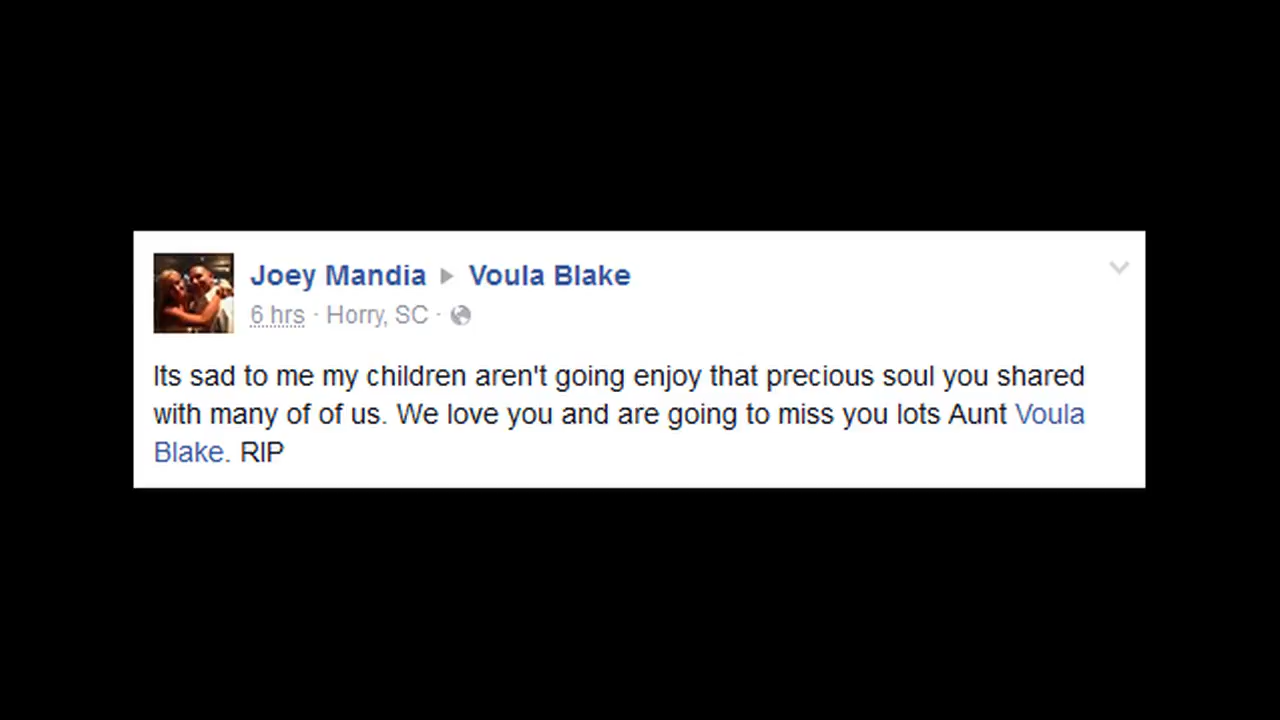 Joey Mandia ▶ Voula Blake
6 hrs · Horry, SC ·
Its sad to me my children aren't going enjoy that precious soul you shared
with many of of us. We love you and are going to miss you lots Aunt Voula
Blake. RIP